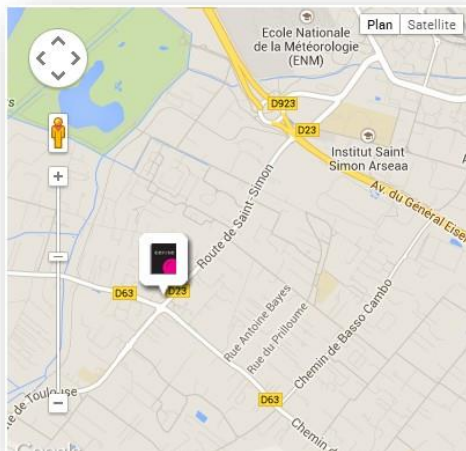 Ecole Nationale
de la Météorologie
(ENM)
Plan
Satellite
D923
D23
Institut Saint
Simon Arseaa
Av. du Général Eise
Route de Saint-Simon
D63
D23
Rue Antoine Bayes
Rue du Prilloume
Chemin de Basso Cambo
D63
te de Toulouse
Chemin de